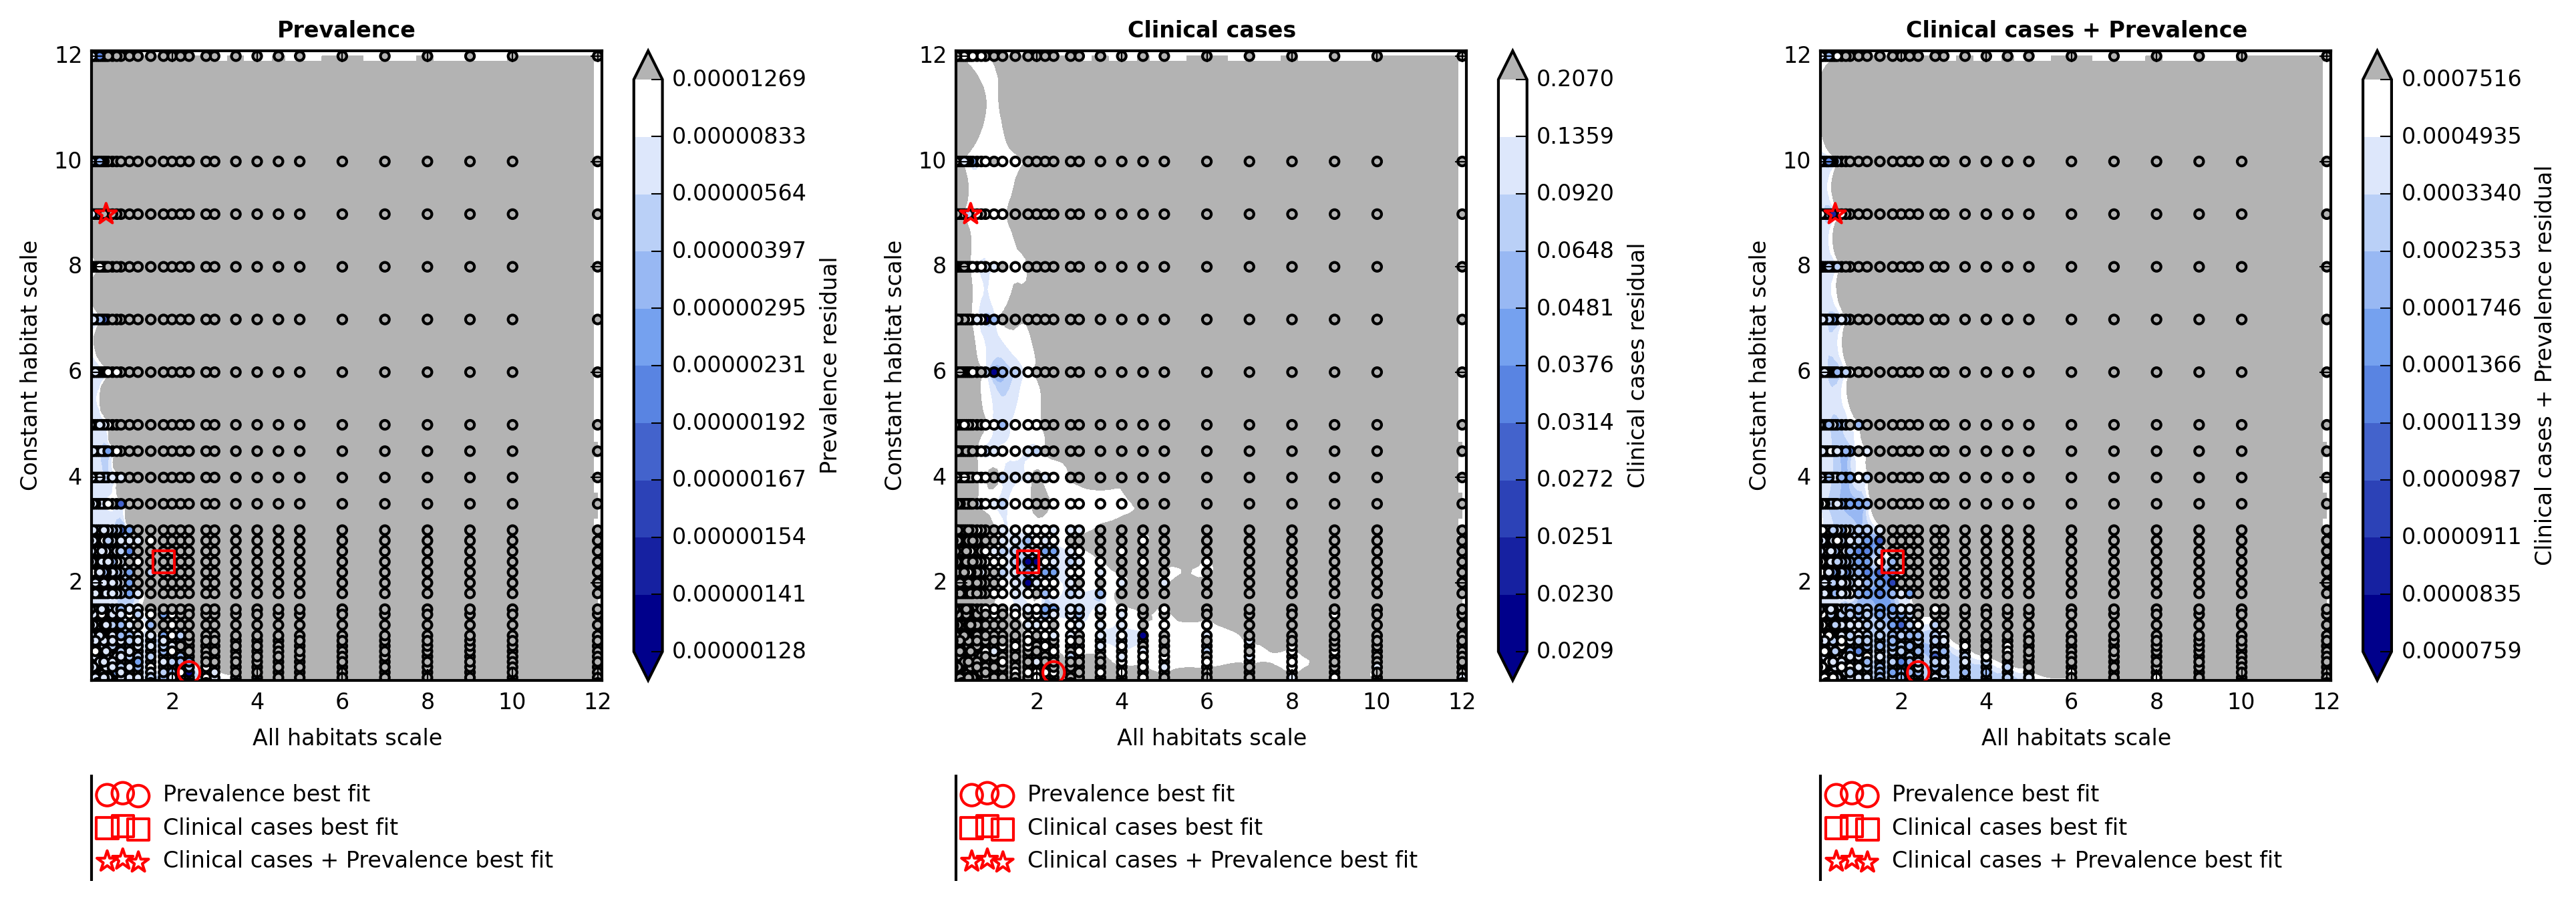 Prevalence
Constant habitat scale
12
10
8
6
4
2
2 4 6 8 10 12
All habitats scale
0.00001269
0.00000833
0.00000564
0.00000397
0.00000295
0.00000231
0.00000192
0.00000167
0.00000154
0.00000141
0.00000128
Prevalence residual
Prevalence best fit
Clinical cases best fit
Clinical cases + Prevalence best fit
Clinical cases
Constant habitat scale
12
10
8
6
4
2
2 4 6 8 10 12
All habitats scale
0.2070
0.1359
0.0920
0.0648
0.0481
0.0376
0.0314
0.0272
0.0251
0.0230
0.0209
Clinical cases residual
Prevalence best fit
Clinical cases best fit
Clinical cases + Prevalence best fit
Clinical cases + Prevalence
Constant habitat scale
12
10
8
6
4
2
2 4 6 8 10 12
All habitats scale
0.0007516
0.0004935
0.0003340
0.0002353
0.0001746
0.0001366
0.0001139
0.0000987
0.0000911
0.0000835
0.0000759
Clinical cases + Prevalence residual
Prevalence best fit
Clinical cases best fit
Clinical cases + Prevalence best fit